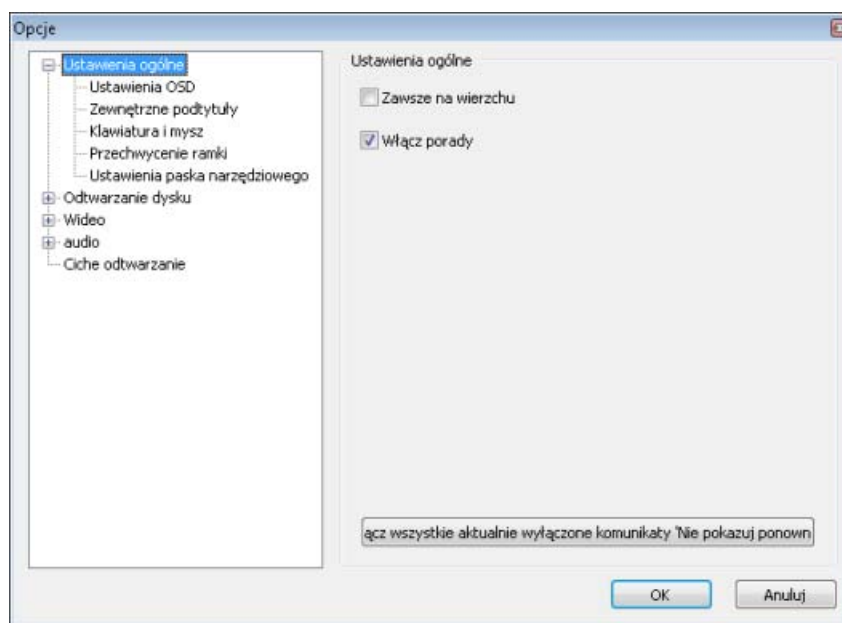 Opcje
Ustawienia ogólne
Ustawienia OSD
Zewnętrzne podtytuły
Klawiatura i mysz
Przechwycenie ramki
Ustawienia paska narzędziowego
Odtwarzanie dysku
Wideo
audio
Ciche odtwarzanie
Ustawienia ogólne
Zawsze na wierzchu
Włącz porady
ącz wszystkie aktualnie wyłączone komunikaty 'Nie pokazuj ponown
OK
Anuluj